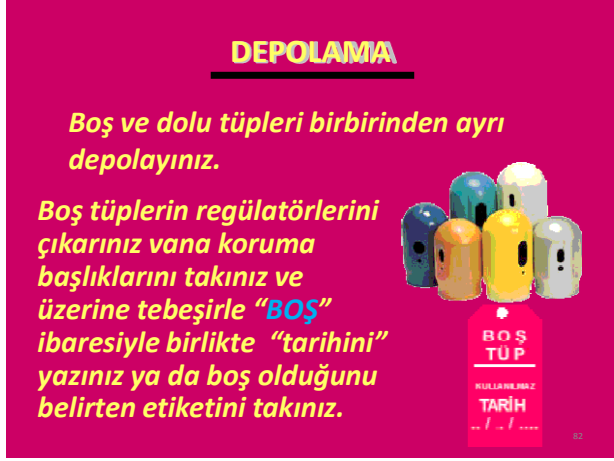 DEPOLAMA
Boş ve dolu tüpleri birbirinden ayrı
depolayınız.
Boş tüplerin regülatörlerini
çıkarınız vana koruma
başlıklarını takınız ve
üzerine tebeşirle “BOŞ”
ibaresiyle birlikte “tarihini”
yazınız ya da boş olduğunu
belirten etiketini takınız.
BOŞ
TÜP
KULLANILMAZ
TARİH
.. / .. / ....
82